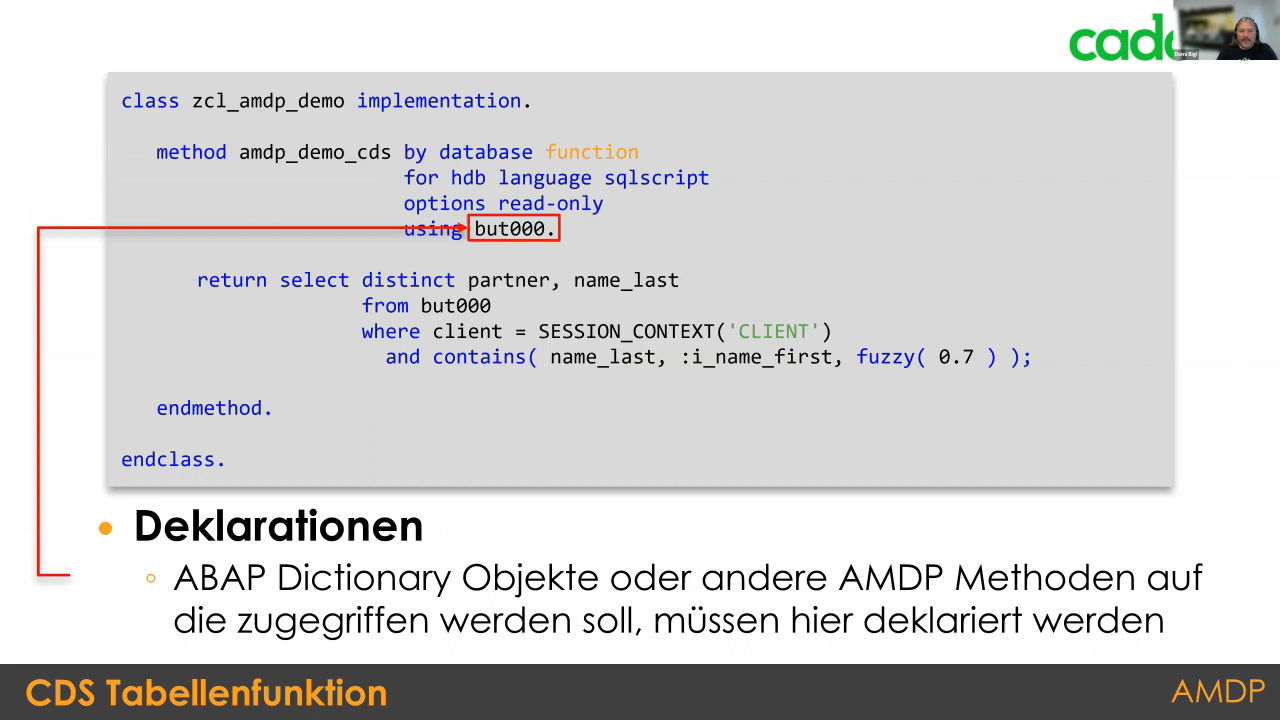 cadc
Domi Bigl
class zcl_amdp_demo implementation.
method amdp_demo_cds by database function
for hdb language sqlscript
options read-only
using but000.
return select distinct partner, name_last
from but000
where client = SESSION_CONTEXT('CLIENT')
and contains( name_last, :i_name_first, fuzzy( 0.7 ) );
endmethod.
endclass.
Deklarationen
ABAP Dictionary Objekte oder andere AMDP Methoden auf
die zugegriffen werden soll, müssen hier deklariert werden
CDS Tabellenfunktion
AMDP